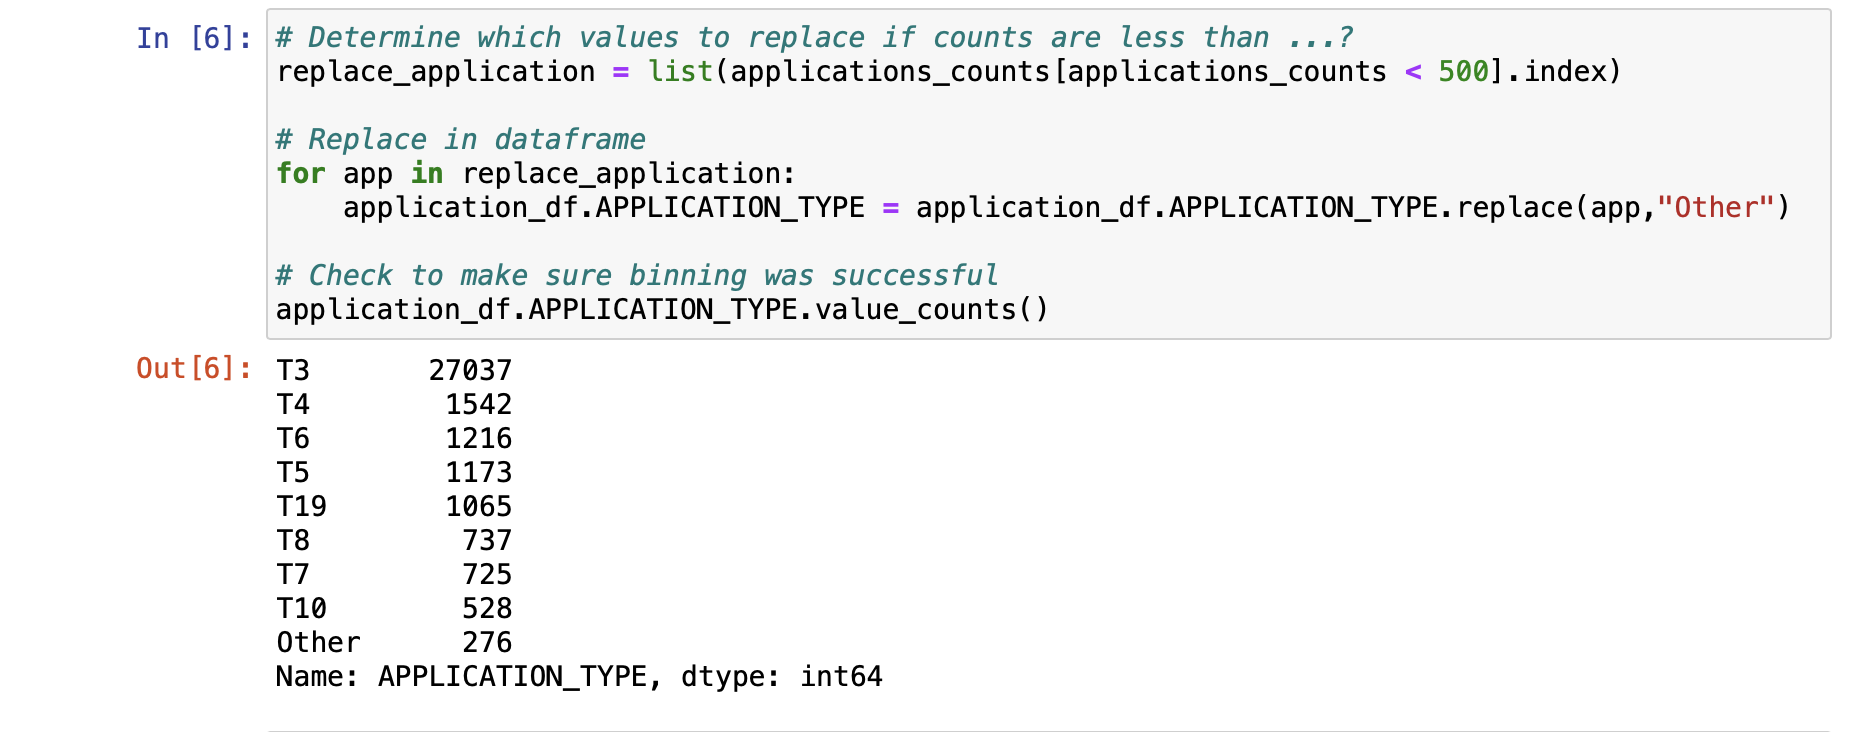 In [6]: # Determine which values to replace if counts are less than ...?
replace_application = list(applications_counts[applications_counts < 500].index)
# Replace in dataframe
for app in replace_application:
    application_df.APPLICATION_TYPE = application_df.APPLICATION_TYPE.replace(app,"Other")
# Check to make sure binning was successful
application_df.APPLICATION_TYPE.value_counts()
Out[6]: T3       27037
T4        1542
T6        1216
T5        1173
T19       1065
T8         737
T7         725
T10        528
Other      276
Name: APPLICATION_TYPE, dtype: int64